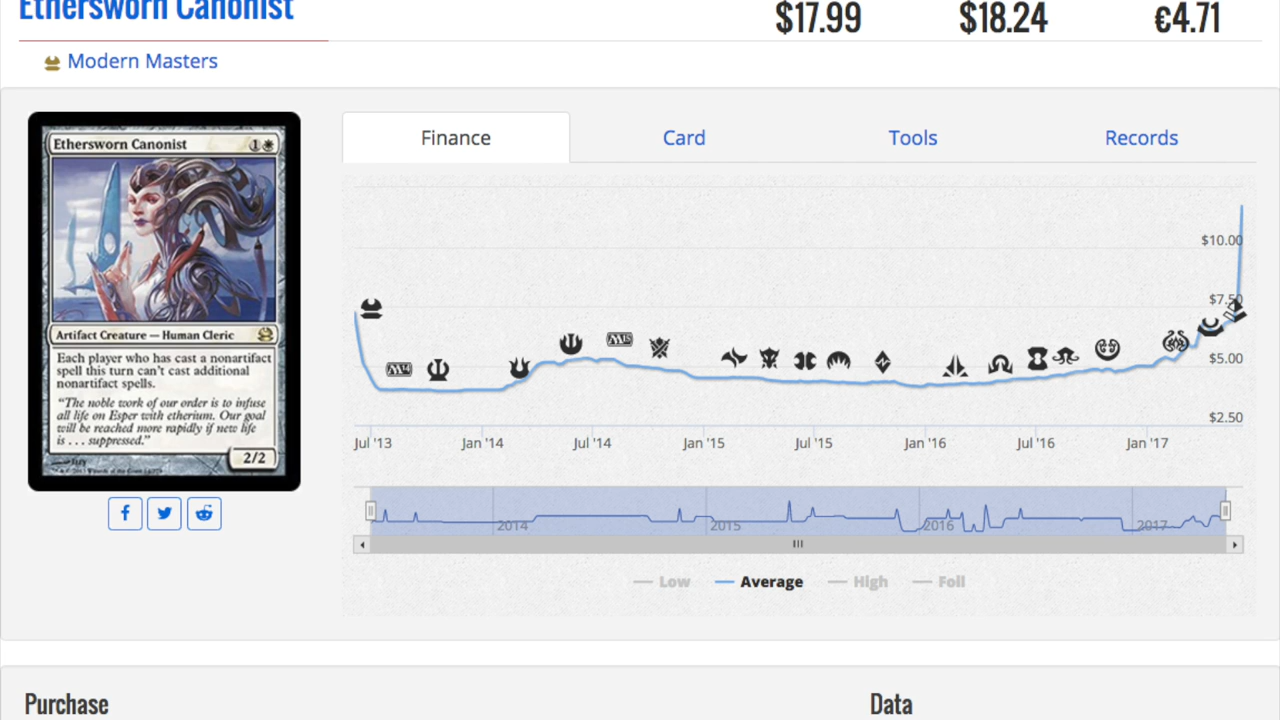 Ethersworn Canonist
$17.99
$18.24
€4.71
Modern Masters
Ethersworn Canonist
1
Artifact Creature — Human Cleric
Each player who has cast a nonartifact
spell this turn can't cast additional
nonartifact spells.
"The noble work of our order is to infuse
all life on Esper with etherium. Our goal
will be reached more rapidly if new life
is . . . suppressed."
2/2
Finance
Card
Tools
Records
$10.00
$7.50
$5.00
$2.50
M14
M15
Jul '13
Jan '14
Jul '14
Jan '15
Jul '15
Jan '16
Jul '16
Jan '17
2014
2015
2016
2017
Low
Average
High
Foil
Purchase
Data